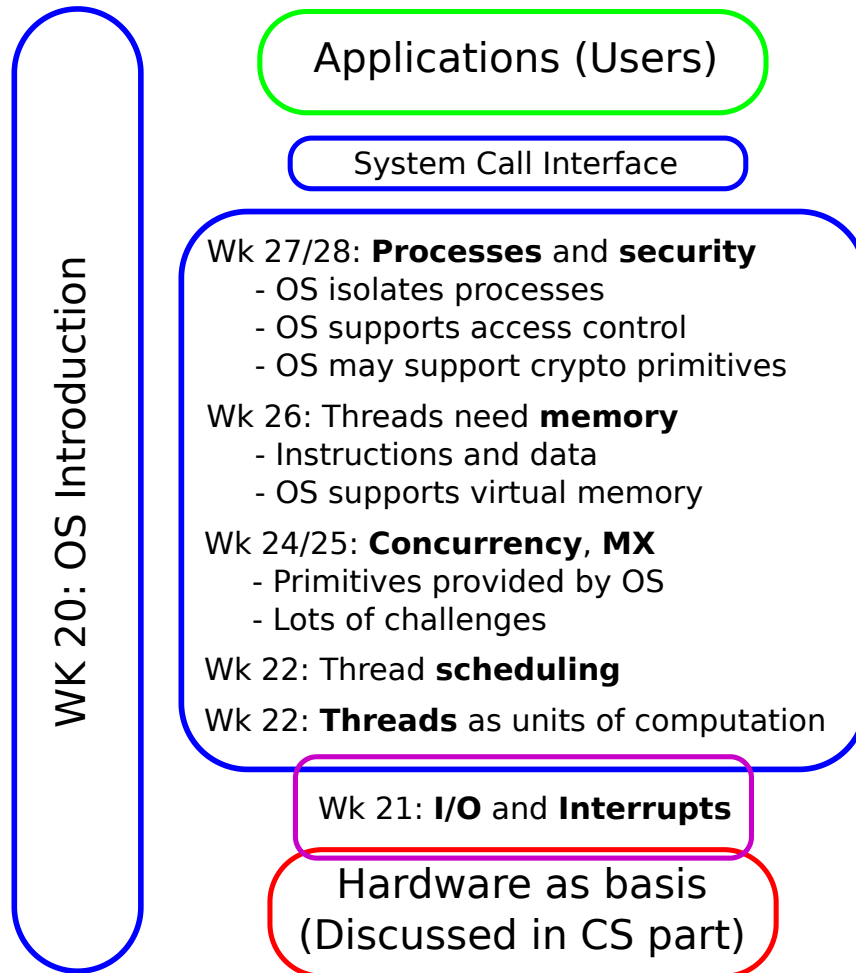 WK 20: OS Introduction
Applications (Users)
System Call Interface
Wk 27/28: Processes and security
- OS isolates processes
- OS supports access control
- OS may support crypto primitives
Wk 26: Threads need memory
- Instructions and data
- OS supports virtual memory
Wk 24/25: Concurrency, MX
- Primitives provided by OS
- Lots of challenges
Wk 22: Thread scheduling
Wk 22: Threads as units of computation
Wk 21: I/O and Interrupts
Hardware as basis
(Discussed in CS part)